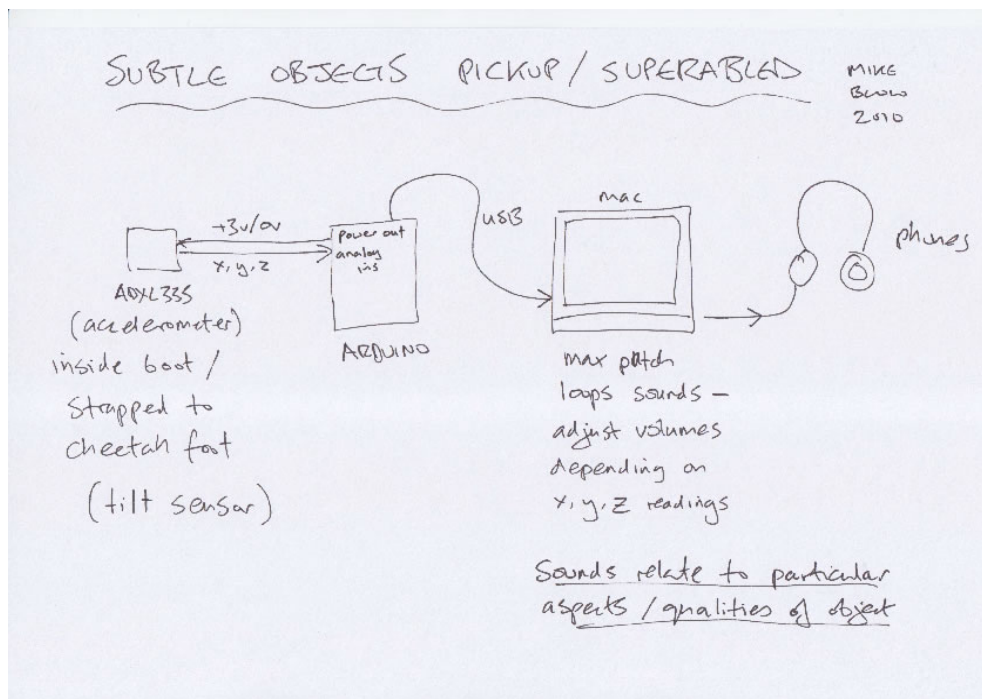 SUBTLE OBJECTS PICKUP / SUPERABLED
MIKE
BLOW
2010
+3v/0v
x, y, z
ADXL335
(accelerometer)
inside boot /
strapped to
cheetah foot
(tilt sensor)
power out
analog
ins
ARDUINO
USB
mac
max patch
loops sounds –
adjust volumes
depending on
x, y, z readings
phones
Sounds relate to particular
aspects / qualities of object